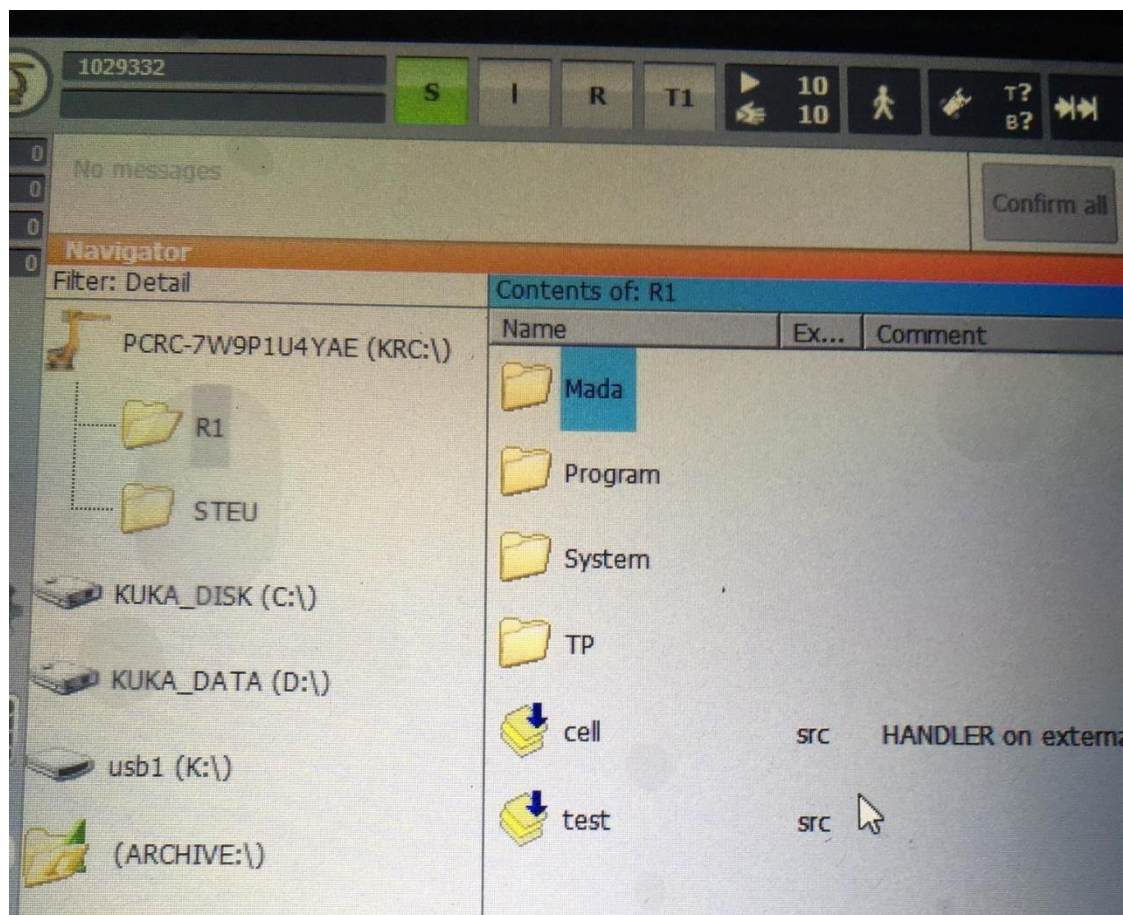 1029332
S I R T1 10 T?
10 B?
0
No messages
0
Confirm all
0
0
Navigator
Filter: Detail
Contents of: R1
Name Ex... Comment
PCRC-7W9P1U4YAE (KRC:\)
Mada
R1
Program
STEU
System
KUKA_DISK (C:\)
TP
KUKA_DATA (D:\)
cell src HANDLER on externa
usb1 (K:\)
test src
(ARCHIVE:\)